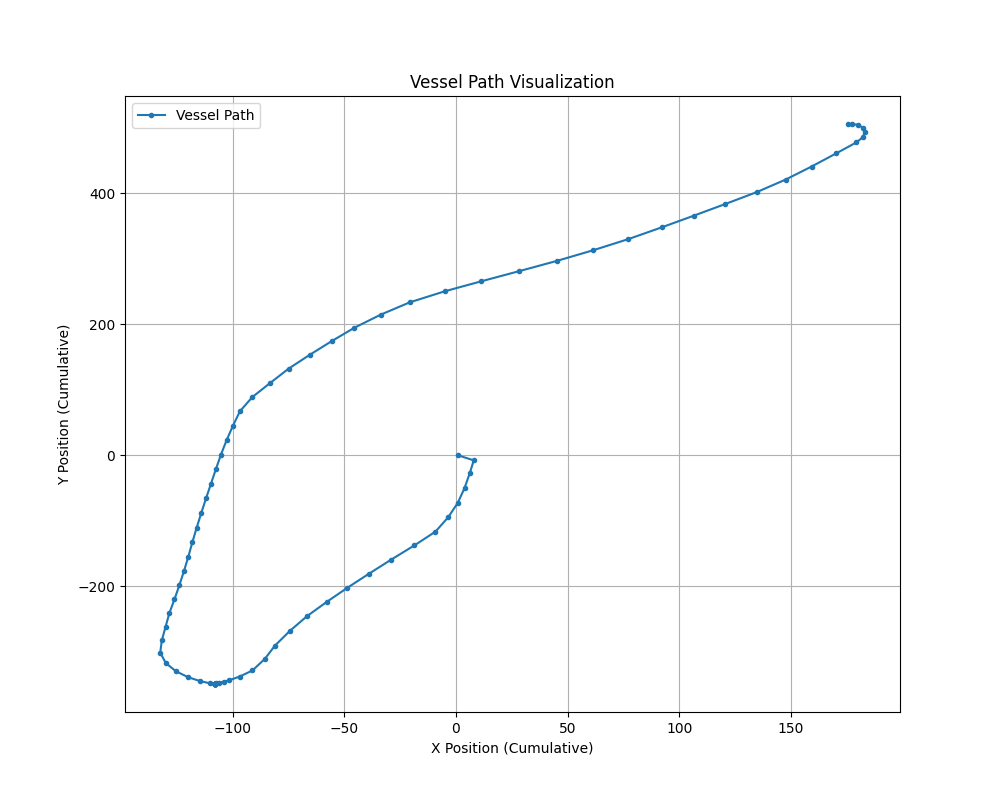 Vessel Path Visualization
Vessel Path
Y Position (Cumulative)
400
200
0
−200
−100
−50
0
50
100
150
X Position (Cumulative)